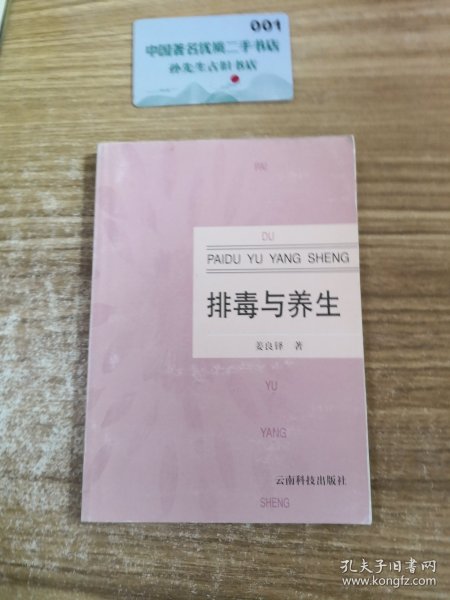 001
中国著名优质二手书店
孙先生古旧书店
PAI
DU
PAIDU YU YANG SHENG
排毒与养生
姜良铎 著
YU
YANG
云南科技出版社
SHENG
孔夫子旧书网
www.kongfz.com